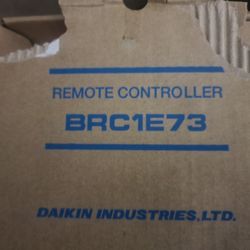 REMOTE CONTROLLER
BRC1E73
DAIKIN INDUSTRIES,LTD.